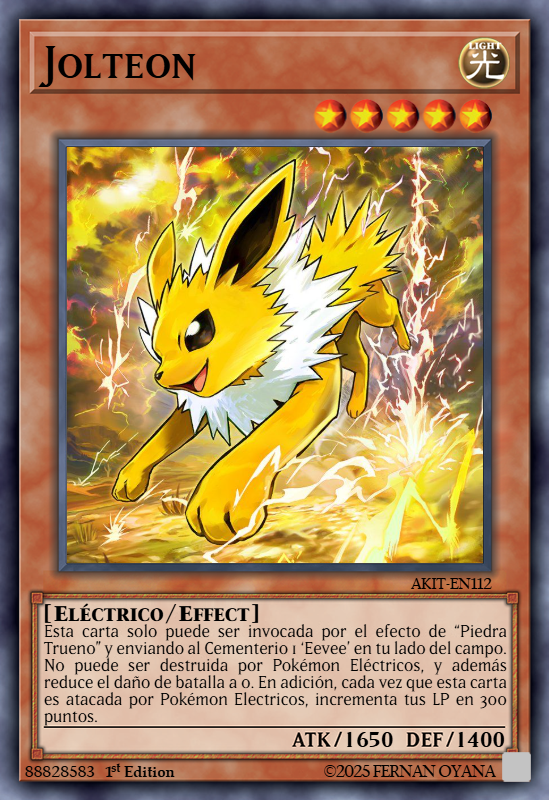 JOLTEON
LIGHT
光
AKIT-EN112
[ELÉCTRICO/EFFECT]
Esta carta solo puede ser invocada por el efecto de “Piedra
Trueno” y enviando al Cementerio 1 ‘Eevee’ en tu lado del campo.
No puede ser destruida por Pokémon Eléctricos, y además
reduce el daño de batalla a 0. En adición, cada vez que esta carta
es atacada por Pokémon Electricos, incrementa tus LP en 300
puntos.
ATK/1650 DEF/1400
88828583 1st Edition ©2025 FERNAN OYANA